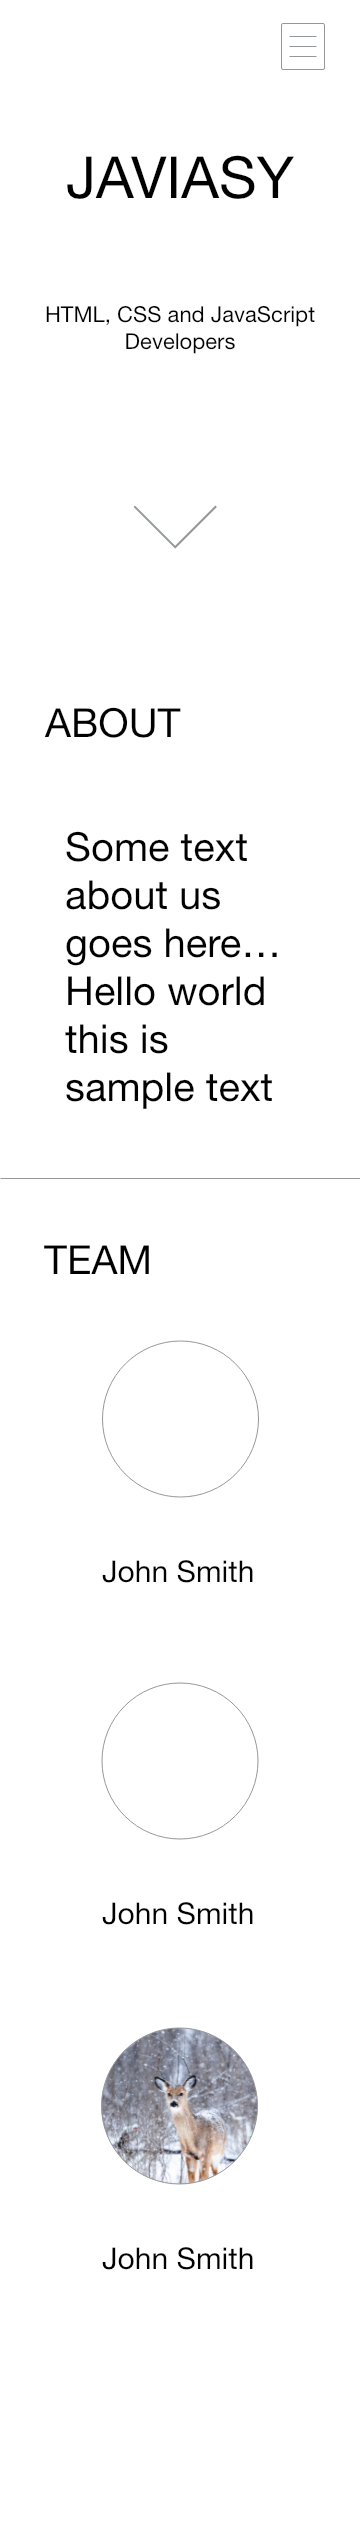 JAVIASY
HTML, CSS and JavaScript
Developers
ABOUT
Some text
about us
goes here...
Hello world
this is
sample text
TEAM
John Smith
John Smith
John Smith